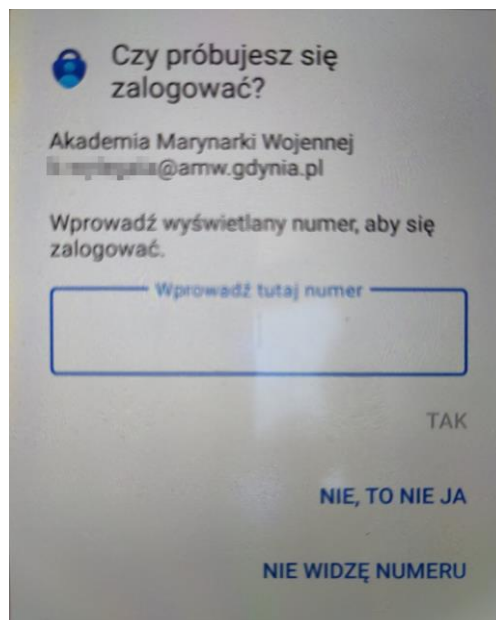 Czy próbujesz się
zalogować?
Akademia Marynarki Wojennej
@amw.gdynia.pl
Wprowadź wyświetlany numer, aby się
zalogować.
Wprowadź tutaj numer
TAK
NIE, TO NIE JA
NIE WIDZĘ NUMERU